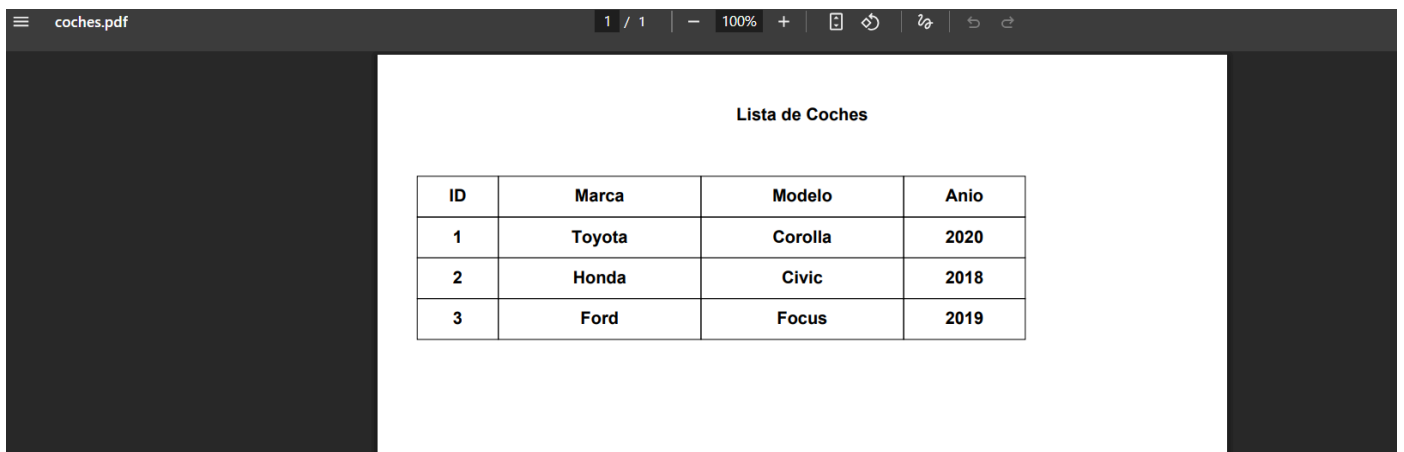 coches.pdf
1 / 1
100%
Lista de Coches
ID Marca Modelo Anio
1 Toyota Corolla 2020
2 Honda Civic 2018
3 Ford Focus 2019